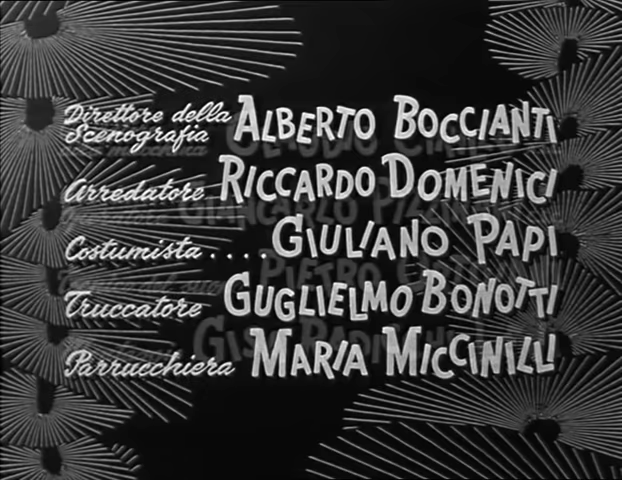 Direttore della
Scenografia ALBERTO BOCCIANTI
Arredatore RICCARDO DOMENICI
Costumista .... GIULIANO PAPI
Truccatore GUGLIELMO BONOTTI
Parrucchiera MARIA MICCINILLI